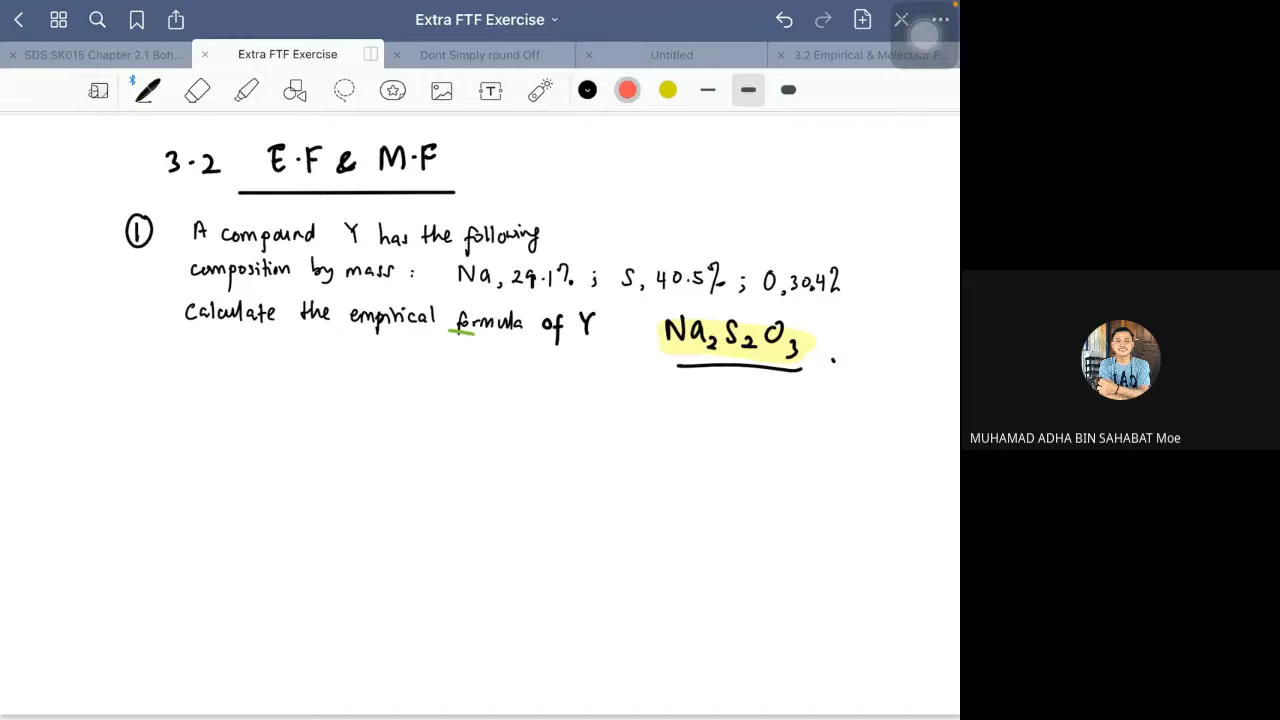 Extra FTF Exercise
SDS SK015 Chapter 2.1 Boh...
Extra FTF Exercise
Dont Simply round Off
Untitled
3.2 Empirical & Molecular F...
3.2 E.F & M.F
① A compound Y has the following
composition by mass : Na, 29.1% ; S, 40.5% ; O, 30.4%
Calculate the empirical formula of Y Na₂S₂O₃ .
MUHAMAD ADHA BIN SAHABAT Moe